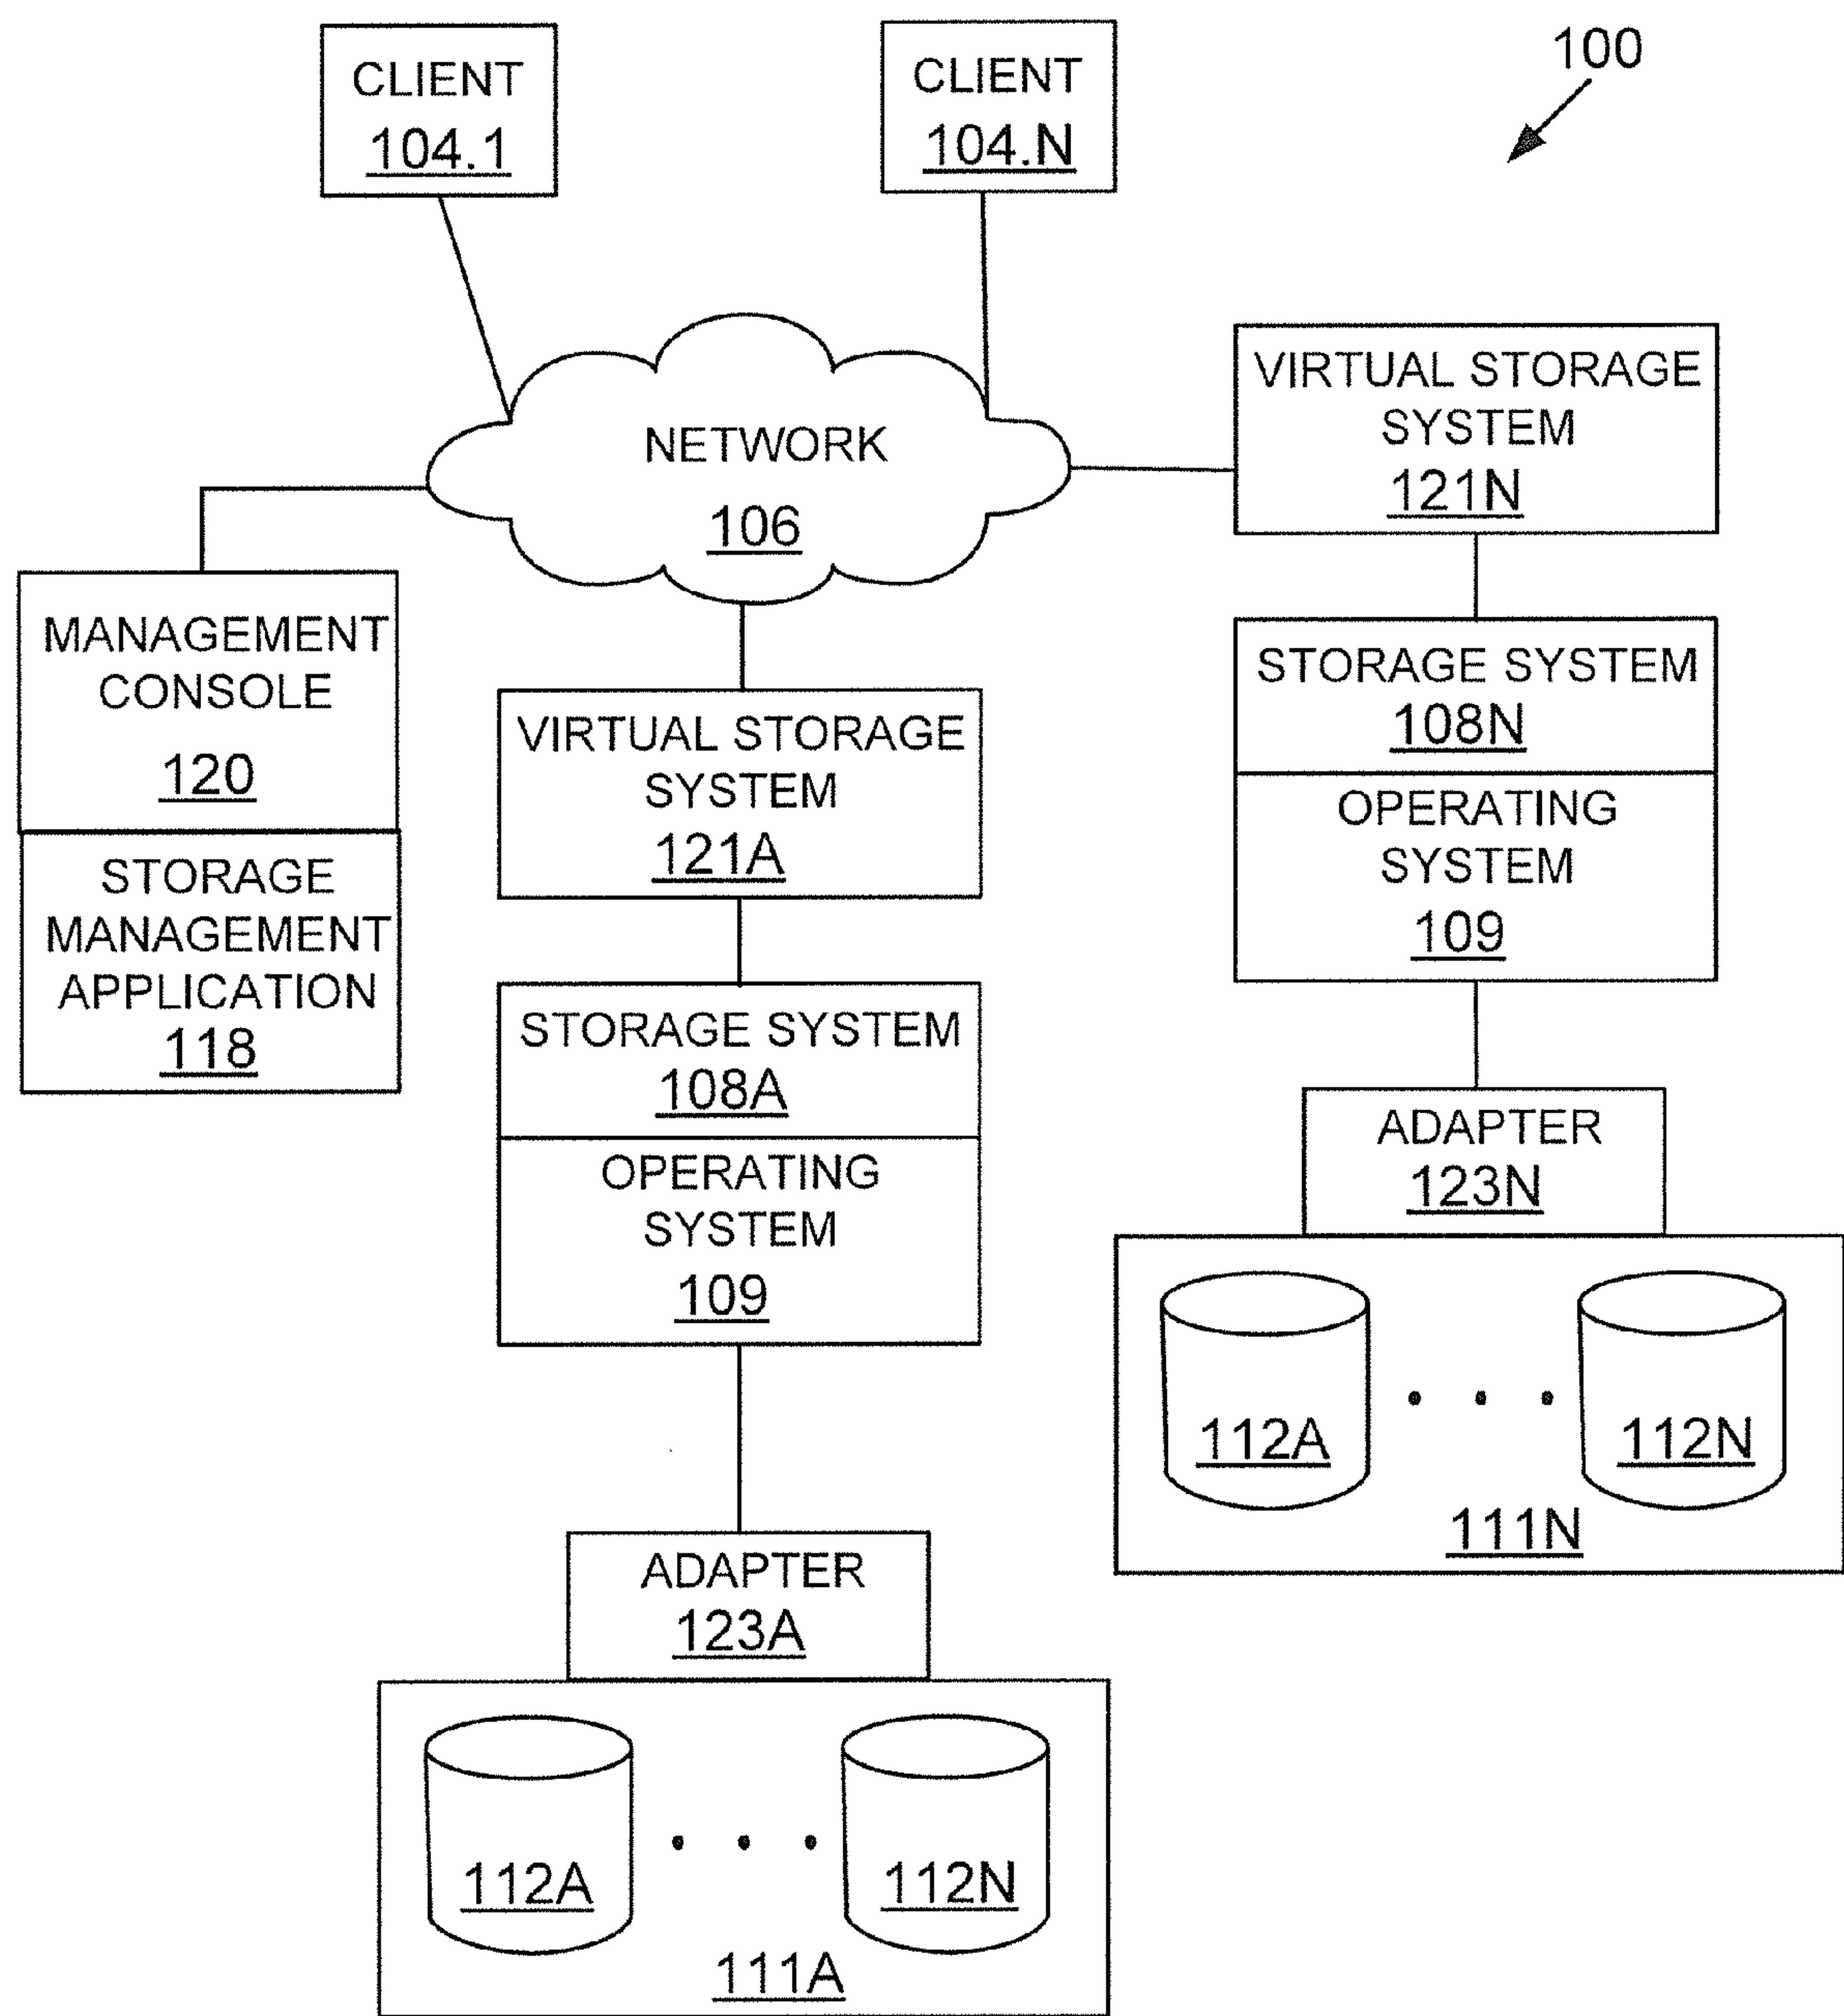 100
CLIENT
104.1
CLIENT
104.N
NETWORK
106
VIRTUAL STORAGE
SYSTEM
121N
MANAGEMENT
CONSOLE
120
STORAGE
MANAGEMENT
APPLICATION
118
VIRTUAL STORAGE
SYSTEM
121A
STORAGE SYSTEM
108A
OPERATING
SYSTEM
109
ADAPTER
123A
112A
112N
111A
STORAGE SYSTEM
108N
OPERATING
SYSTEM
109
ADAPTER
123N
112A
112N
111N